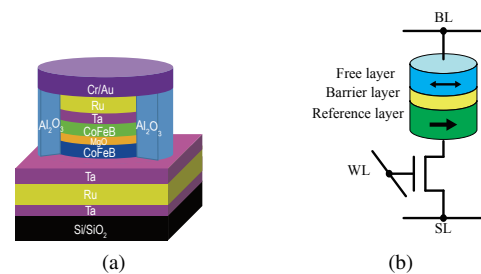 Cr/Au
Ru
Ta
Al₂O₃
CoFeB
Al₂O₃
MgO
CoFeB
Ta
Ru
Ta
Si/SiO₂
(a)
BL
Free layer
Barrier layer
Reference layer
WL
SL
(b)